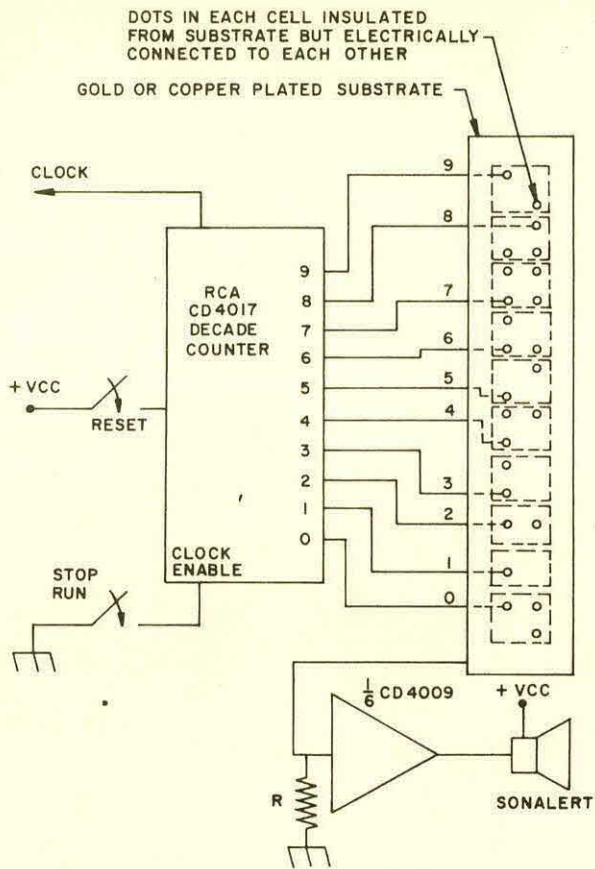 DOTS IN EACH CELL INSULATED
FROM SUBSTRATE BUT ELECTRICALLY
CONNECTED TO EACH OTHER
GOLD OR COPPER PLATED SUBSTRATE
CLOCK
RCA
CD4017
DECADE
COUNTER
9
8
7
6
5
4
3
2
1
0
9
8
7
6
5
4
3
2
1
0
+ VCC
RESET
CLOCK
ENABLE
STOP
RUN
1/6 CD4009
+ VCC
R
SONALERT